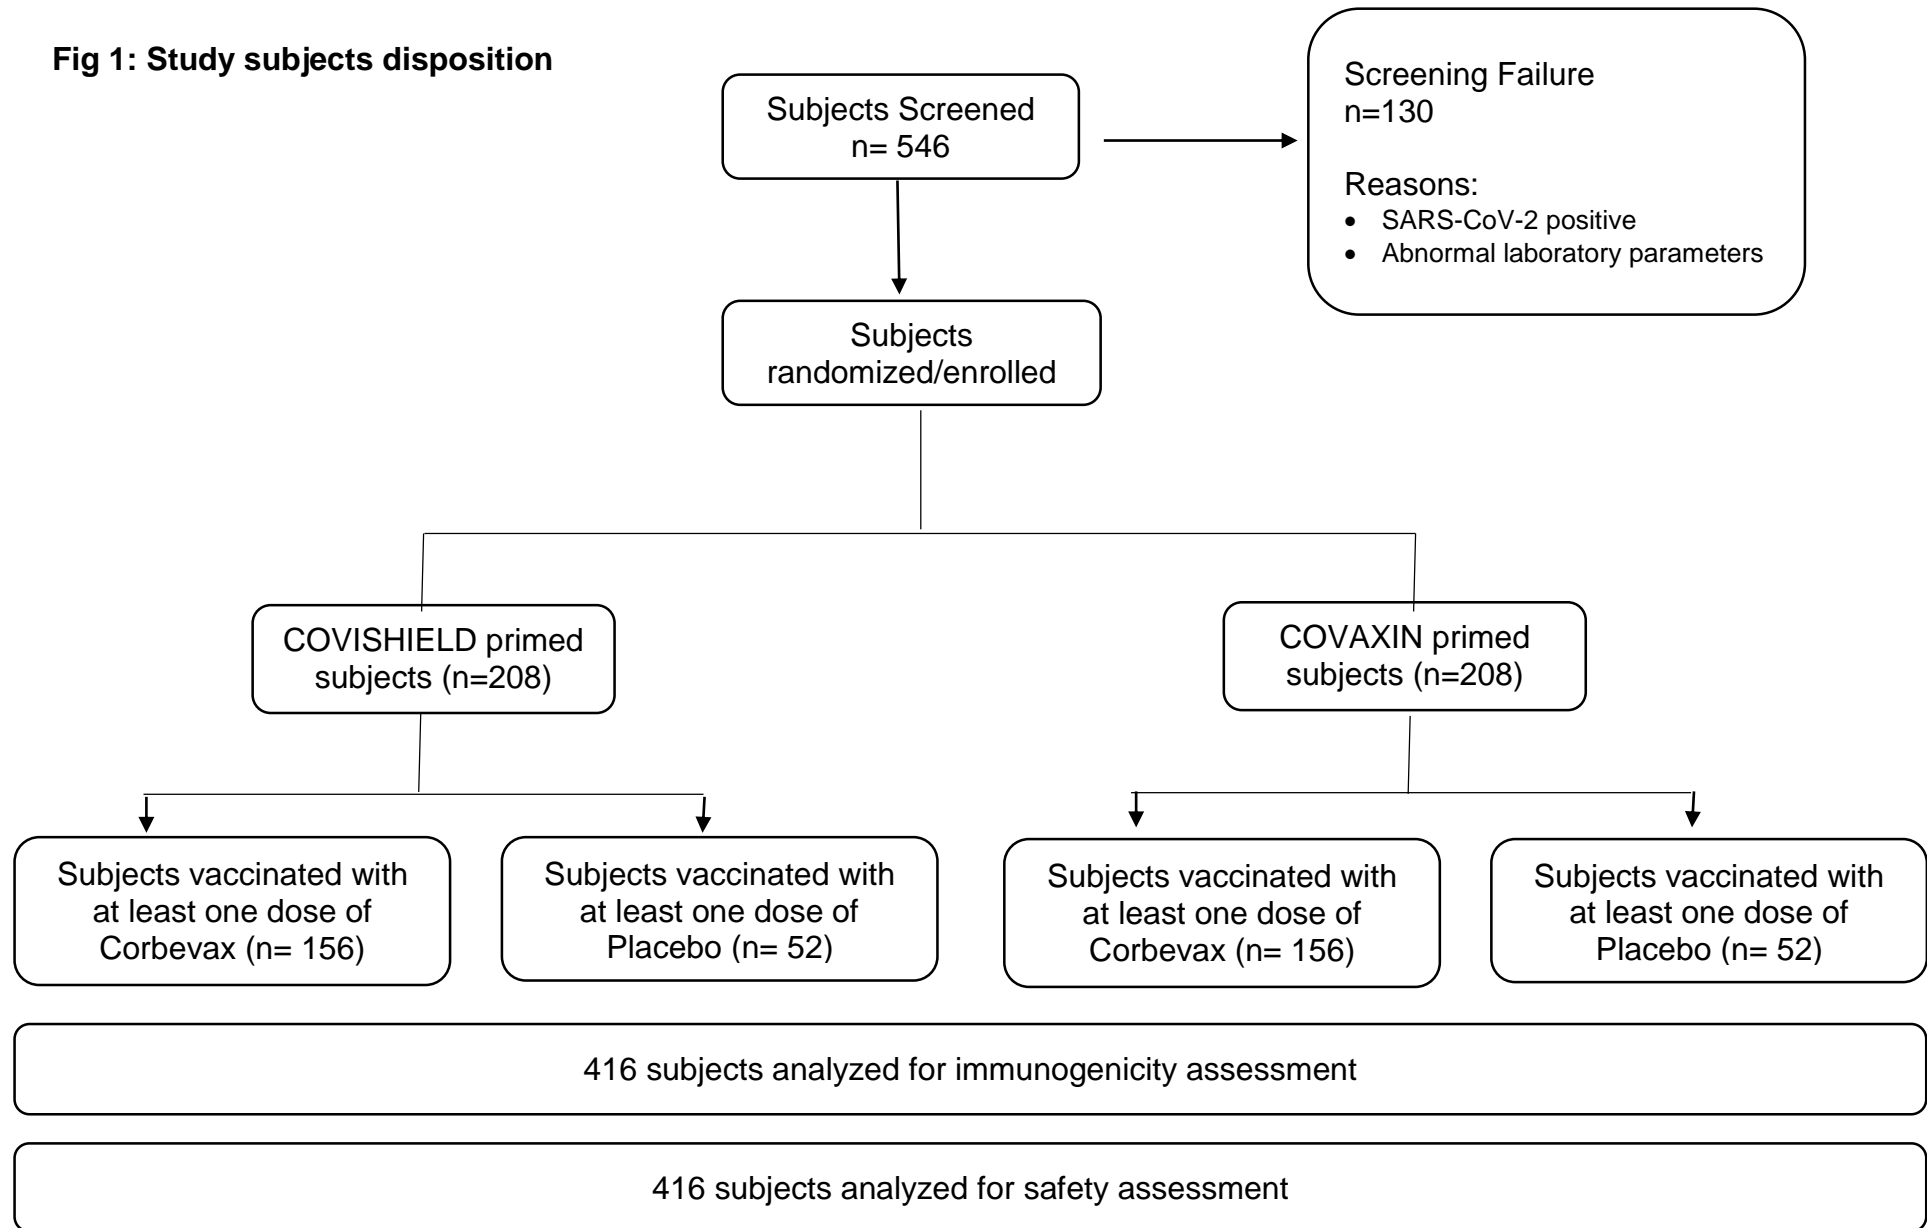 Fig 1: Study subjects disposition
Subjects Screened
n= 546
Screening Failure
n=130
Reasons:
• SARS-CoV-2 positive
• Abnormal laboratory parameters
Subjects
randomized/enrolled
COVISHIELD primed
subjects (n=208)
COVAXIN primed
subjects (n=208)
Subjects vaccinated with
at least one dose of
Corbevax (n= 156)
Subjects vaccinated with
at least one dose of
Placebo (n= 52)
Subjects vaccinated with
at least one dose of
Corbevax (n= 156)
Subjects vaccinated with
at least one dose of
Placebo (n= 52)
416 subjects analyzed for immunogenicity assessment
416 subjects analyzed for safety assessment